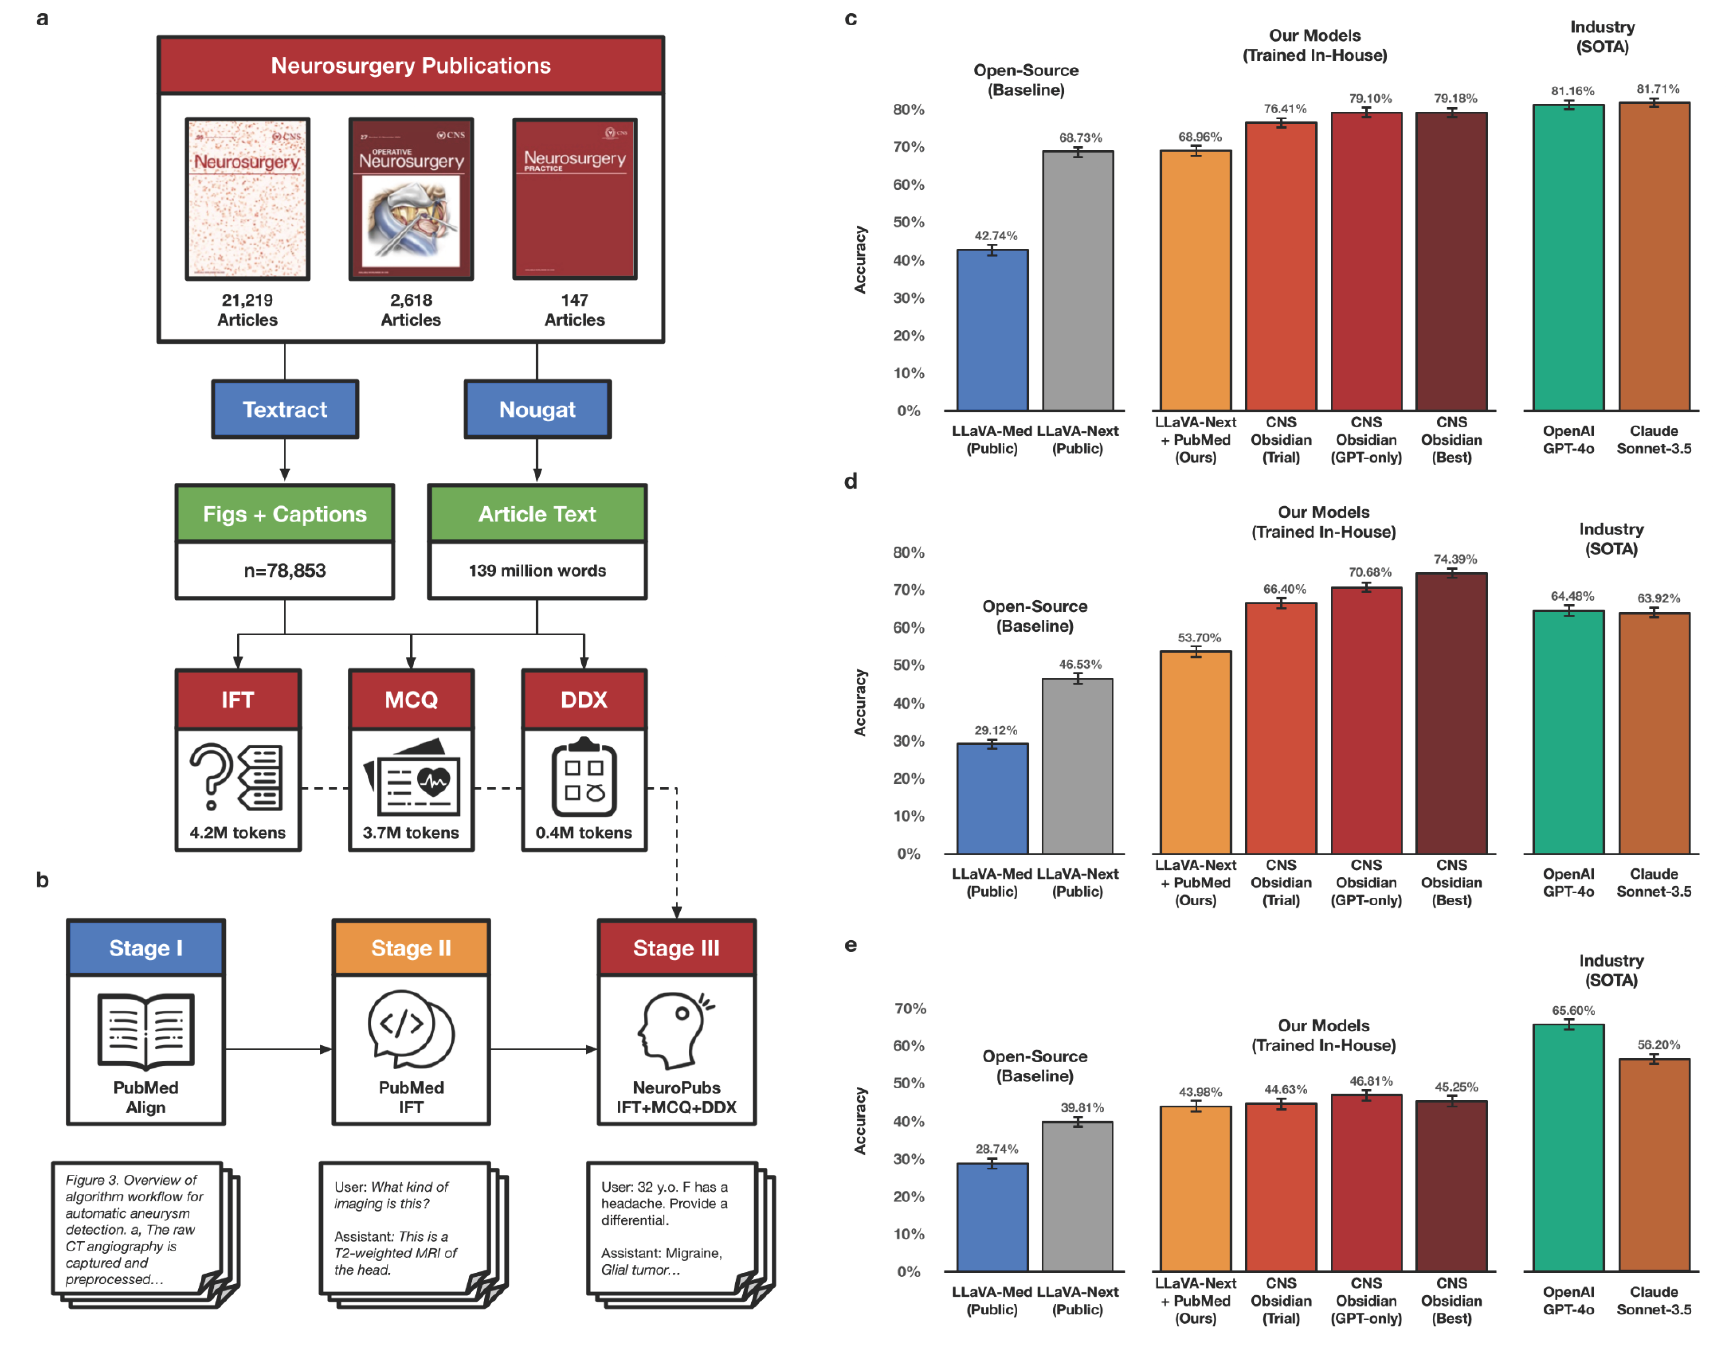 a
Neurosurgery Publications
CNS
Neurosurgery
27
CNS
OPERATIVE
Neurosurgery
Neurosurgery
PRACTICE
21,219
Articles
2,618
Articles
147
Articles
Textract
Nougat
Figs + Captions
n=78,853
Article Text
139 million words
IFT
4.2M tokens
MCQ
3.7M tokens
DDX
0.4M tokens
b
Stage I
PubMed
Align
Stage II
</>
PubMed
IFT
Stage III
NeuroPubs
IFT+MCQ+DDX
Figure 3. Overview of
algorithm workflow for
automatic aneurysm
detection. a, The raw
CT angiography is
captured and
preprocessed...
User: What kind of
imaging is this?
Assistant: This is a
T2-weighted MRI of
the head.
User: 32 y.o. F has a
headache. Provide a
differential.
Assistant: Migraine,
Glial tumor...
c
Open-Source
(Baseline)
Our Models
(Trained In-House)
Industry
(SOTA)
Accuracy
80%
70%
60%
50%
40%
30%
20%
10%
0%
42.74%
68.73%
68.96%
76.41%
79.10%
79.18%
81.16%
81.71%
LLaVA-Med
(Public)
LLaVA-Next
(Public)
LLaVA-Next
+ PubMed
(Ours)
CNS
Obsidian
(Trial)
CNS
Obsidian
(GPT-only)
CNS
Obsidian
(Best)
OpenAI
GPT-4o
Claude
Sonnet-3.5
d
Open-Source
(Baseline)
Our Models
(Trained In-House)
Industry
(SOTA)
Accuracy
80%
70%
60%
50%
40%
30%
20%
10%
0%
29.12%
46.53%
53.70%
66.40%
70.68%
74.39%
64.48%
63.92%
LLaVA-Med
(Public)
LLaVA-Next
(Public)
LLaVA-Next
+ PubMed
(Ours)
CNS
Obsidian
(Trial)
CNS
Obsidian
(GPT-only)
CNS
Obsidian
(Best)
OpenAI
GPT-4o
Claude
Sonnet-3.5
e
Open-Source
(Baseline)
Our Models
(Trained In-House)
Industry
(SOTA)
Accuracy
70%
60%
50%
40%
30%
20%
10%
0%
28.74%
39.81%
43.98%
44.63%
46.81%
45.25%
65.60%
56.20%
LLaVA-Med
(Public)
LLaVA-Next
(Public)
LLaVA-Next
+ PubMed
(Ours)
CNS
Obsidian
(Trial)
CNS
Obsidian
(GPT-only)
CNS
Obsidian
(Best)
OpenAI
GPT-4o
Claude
Sonnet-3.5